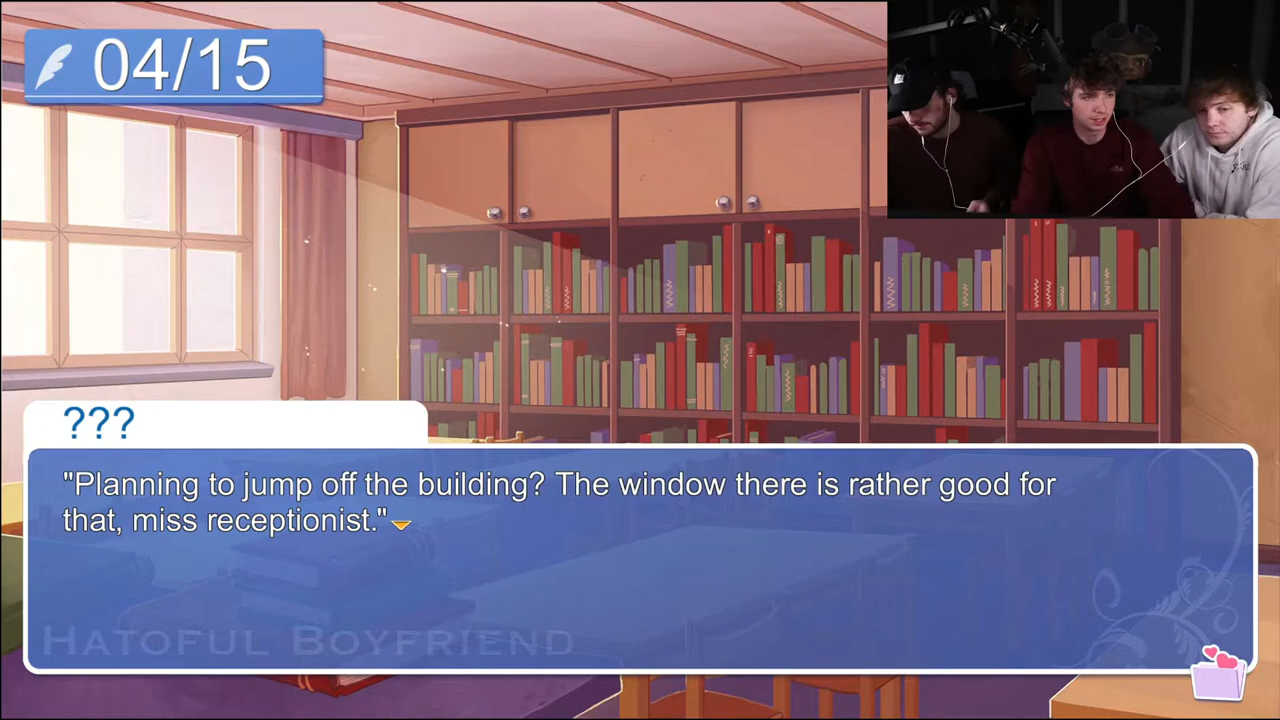 04/15
???
"Planning to jump off the building? The window there is rather good for
that, miss receptionist."
HATOFUL BOYFRIEND